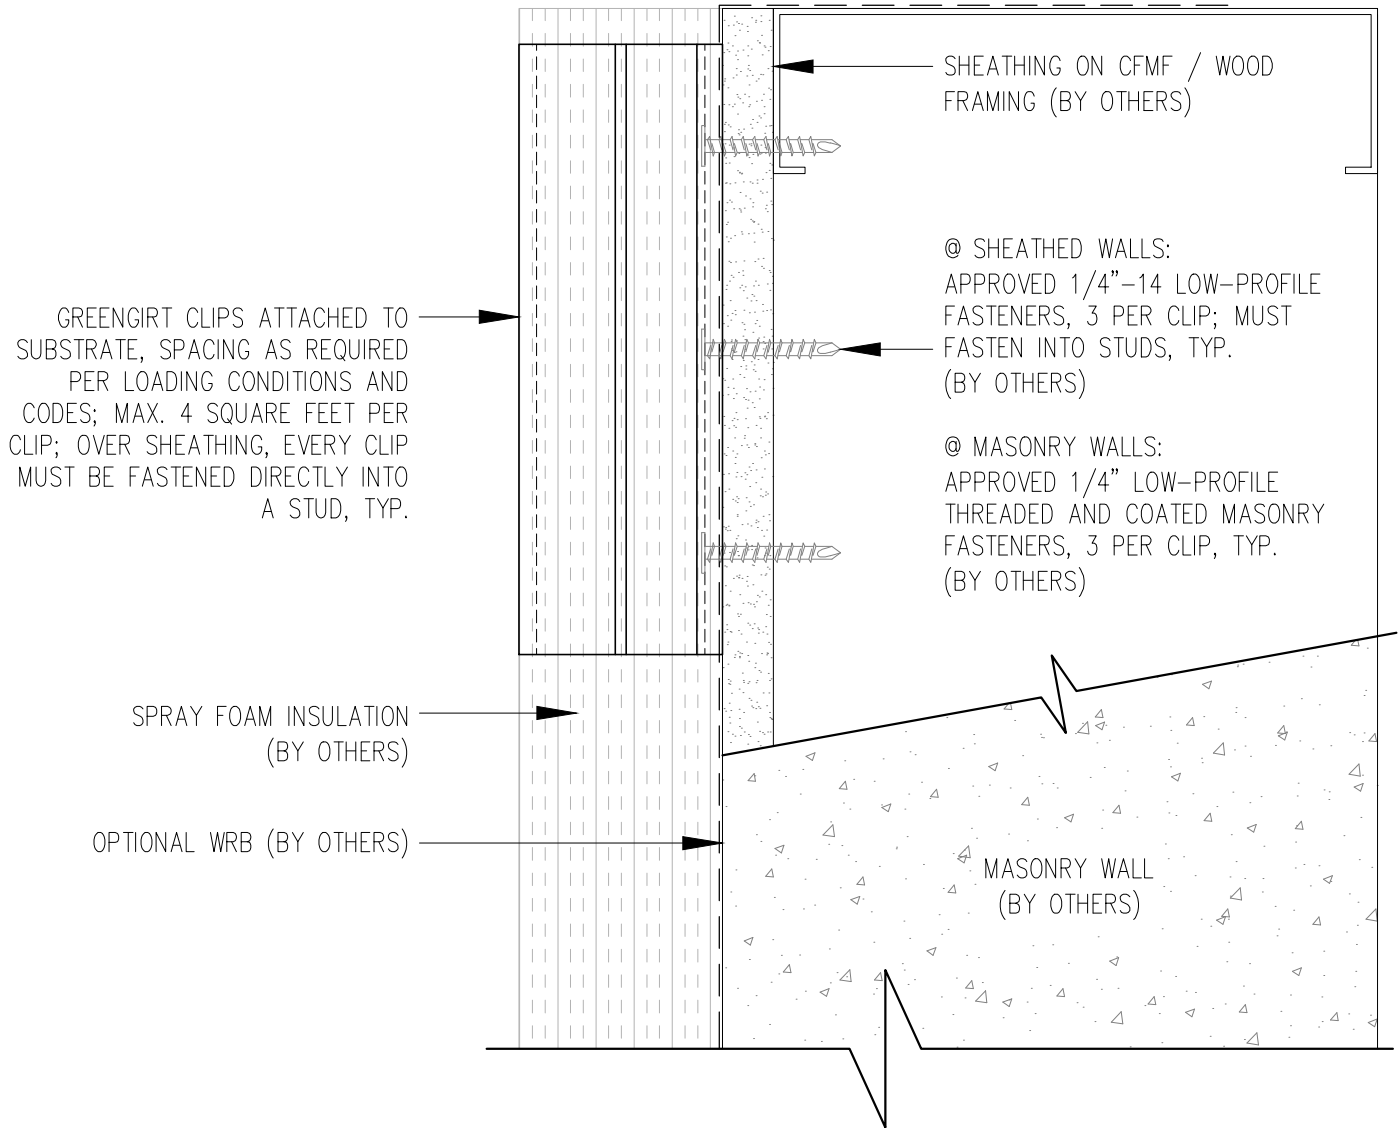 SHEATHING ON CFMF / WOOD
FRAMING (BY OTHERS)
@ SHEATHED WALLS:
APPROVED 1/4”-14 LOW-PROFILE
FASTENERS, 3 PER CLIP; MUST
FASTEN INTO STUDS, TYP.
(BY OTHERS)
@ MASONRY WALLS:
APPROVED 1/4” LOW-PROFILE
THREADED AND COATED MASONRY
FASTENERS, 3 PER CLIP, TYP.
(BY OTHERS)
GREENGIRT CLIPS ATTACHED TO
SUBSTRATE, SPACING AS REQUIRED
PER LOADING CONDITIONS AND
CODES; MAX. 4 SQUARE FEET PER
CLIP; OVER SHEATHING, EVERY CLIP
MUST BE FASTENED DIRECTLY INTO
A STUD, TYP.
SPRAY FOAM INSULATION
(BY OTHERS)
OPTIONAL WRB (BY OTHERS)
MASONRY WALL
(BY OTHERS)